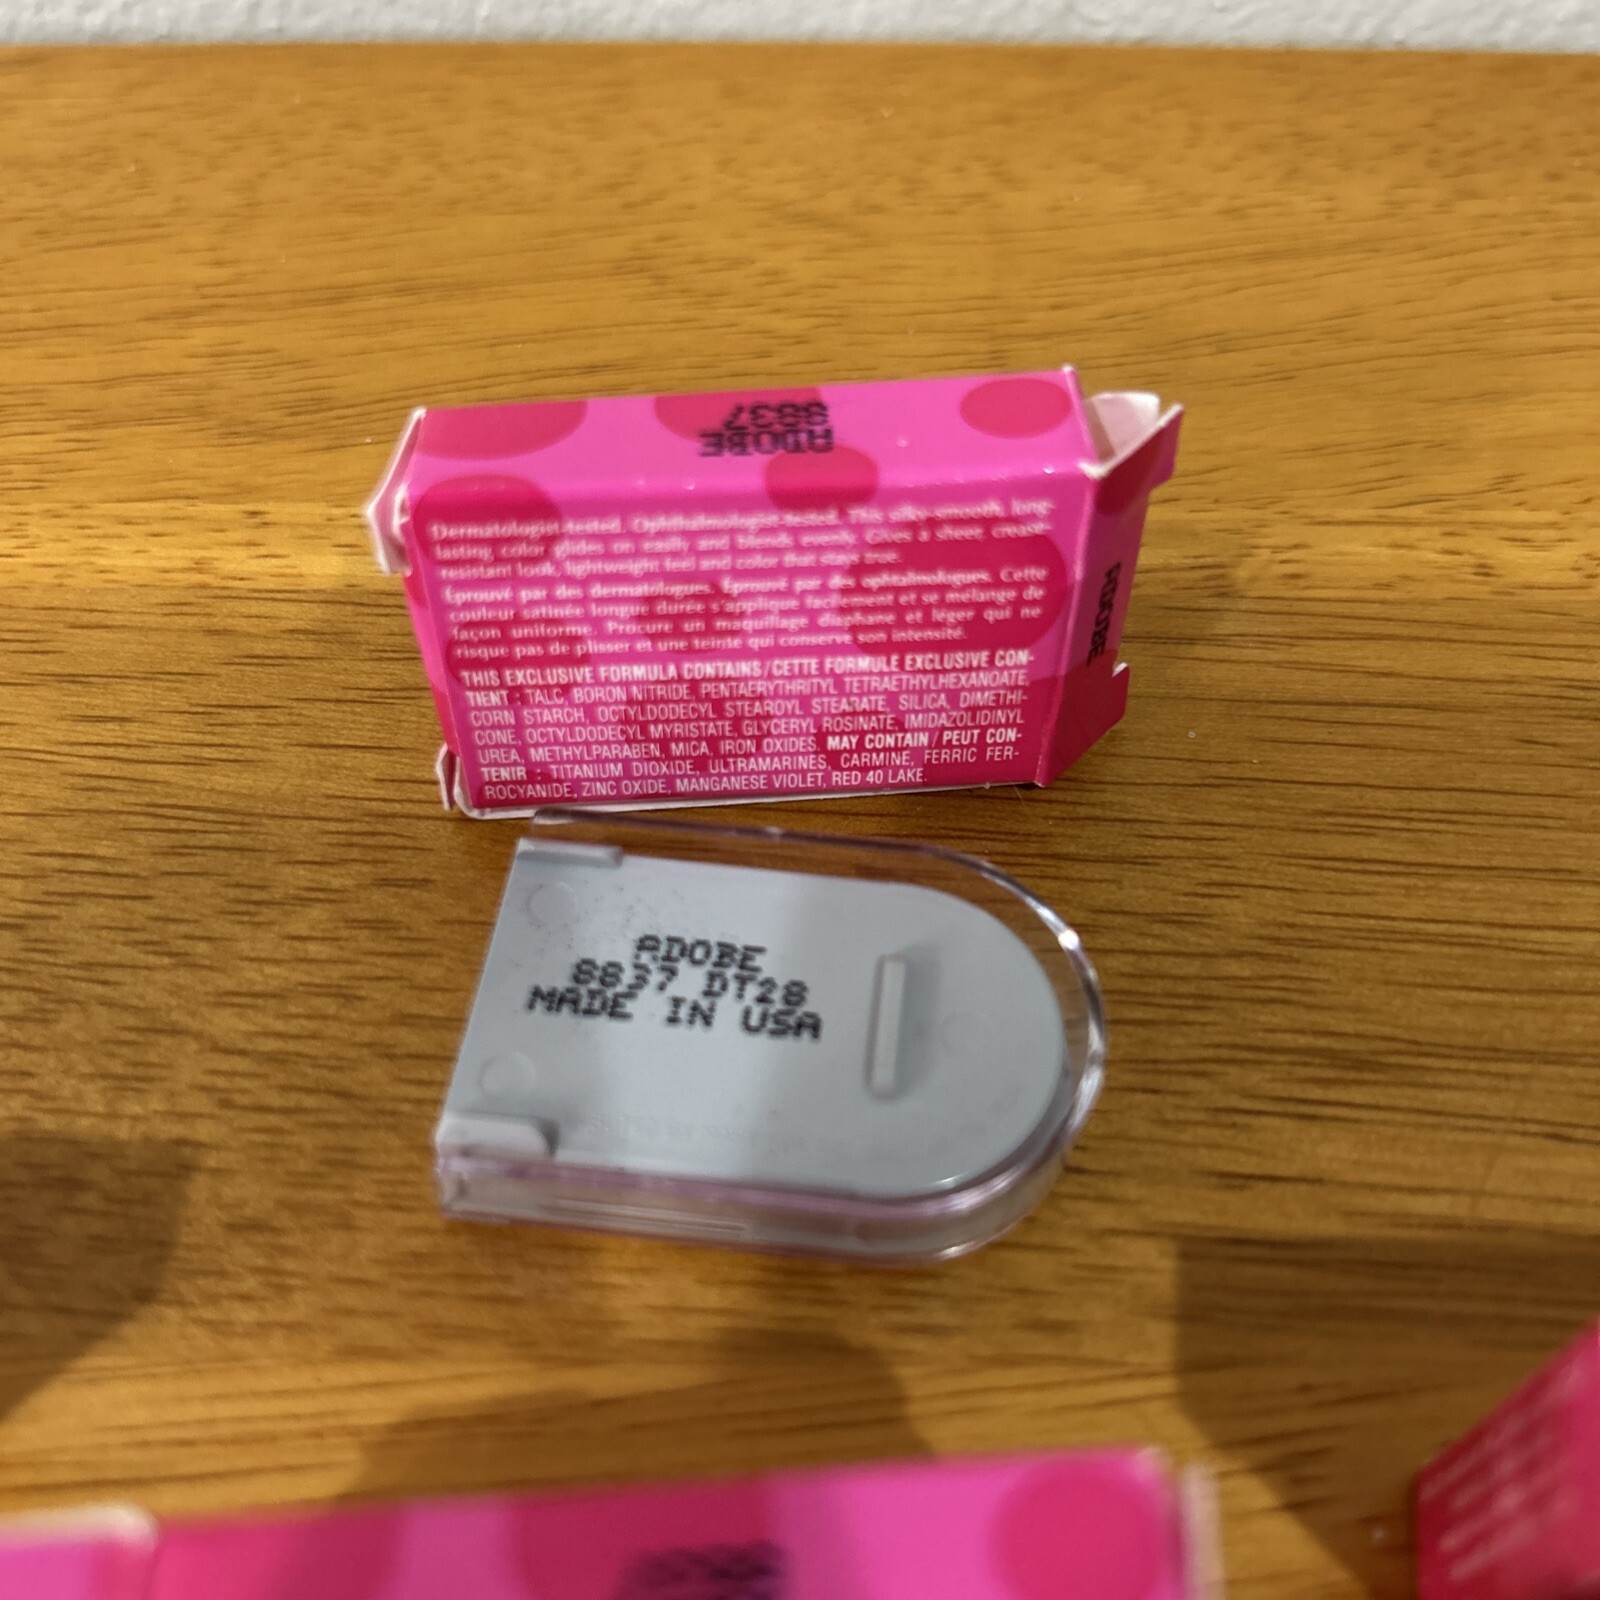 ADOBE
8837
Dermatologist-tested. Ophthalmologist-tested. This silky-smooth, long-
lasting, color glides on easily and blends evenly. Gives a sheer, crease-
resistant look, lightweight feel and color that stays true.
Éprouvé par des dermatologues. Éprouvé par des ophtalmologues. Cette
couleur satinée longue durée s'applique facilement et se mélange de
façon uniforme. Procure un maquillage diaphane et léger qui ne
risque pas de plisser et une teinte qui conserve son intensité.
THIS EXCLUSIVE FORMULA CONTAINS/CETTE FORMULE EXCLUSIVE CON-
TIENT : TALC, BORON NITRIDE, PENTAERYTHRITYL TETRAETHYLHEXANOATE,
CORN STARCH, OCTYLDODECYL STEAROYL STEARATE, SILICA, DIMETHI-
CONE, OCTYLDODECYL MYRISTATE, GLYCERYL ROSINATE, IMIDAZOLIDINYL
UREA, METHYLPARABEN, MICA, IRON OXIDES. MAY CONTAIN/PEUT CON-
TENIR : TITANIUM DIOXIDE, ULTRAMARINES, CARMINE, FERRIC FER-
ROCYANIDE, ZINC OXIDE, MANGANESE VIOLET, RED 40 LAKE.
ADOBE
ADOBE
8837 DT28
MADE IN USA